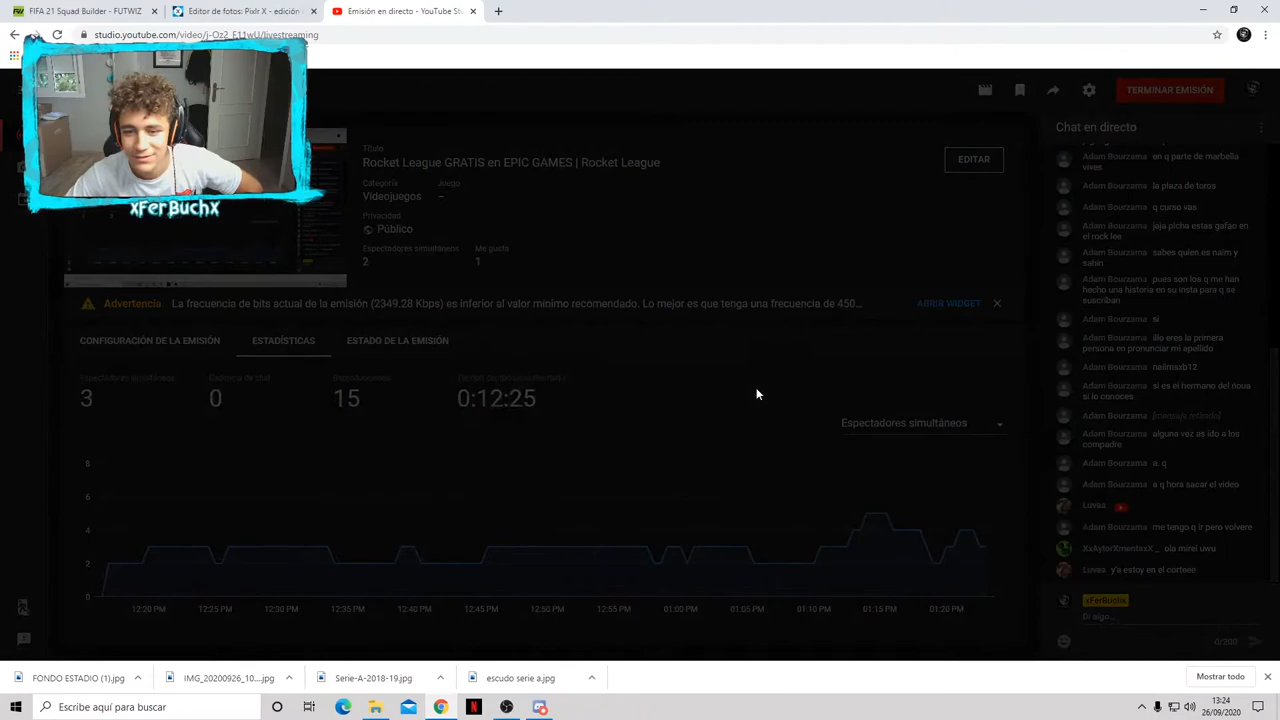 FIFA 21 Squad Builder - FUTWIZ
Editor de fotos: Pixlr X - edición
Emisión en directo - YouTube St
studio.youtube.com/video/j-Oz2_E11wU/livestreaming
TERMINAR EMISIÓN
xFerBuchX
Título
Rocket League GRATIS en EPIC GAMES | Rocket League
EDITAR
Categoría Juego
Videojuegos –
Privacidad
Público
Espectadores simultáneos Me gusta
2 1
Advertencia La frecuencia de bits actual de la emisión (2349.28 Kbps) es inferior al valor mínimo recomendado. Lo mejor es que tenga una frecuencia de 450... ABRIR WIDGET
CONFIGURACIÓN DE LA EMISIÓN ESTADÍSTICAS ESTADO DE LA EMISIÓN
Espectadores simultáneos
3 0 15 0:12:25
Espectadores simultáneos
8
6
4
2
0
12:20 PM 12:25 PM 12:30 PM 12:35 PM 12:40 PM 12:45 PM 12:50 PM 12:55 PM 01:00 PM 01:05 PM 01:10 PM 01:15 PM 01:20 PM
Chat en directo
Adam Bourzama en q parte de marbella
vives
Adam Bourzama la plaza de toros
Adam Bourzama q curso vas
Adam Bourzama jaja picha estas gafao en
el rock lee
Adam Bourzama sabes quien es naim y
sahin
Adam Bourzama pues son los q me han
hecho una historia en su insta para q se
suscriban
Adam Bourzama si
Adam Bourzama illo eres la primera
persona en pronunciar mi apellido
Adam Bourzama nailmsab12
Adam Bourzama si es el hermano del noua
si lo conoces
Adam Bourzama [mensaje retirado]
Adam Bourzama alguna vez as ido a los
compadre
Adam Bourzama a. q
Adam Bourzama a q hora sacar el video
Luvaa
Adam Bourzama me tengo q ir pero volvere
XxAytorXmentxxX_ ola mirei uwu
Luvaa y'a estoy en el corteee
xFerBuchx
Di algo...
0/200
FONDO ESTADIO (1).jpg
IMG_20200926_10....jpg
Serie-A-2018-19.jpg
escudo serie a.jpg
Mostrar todo
Escribe aquí para buscar
13:24
26/09/2020